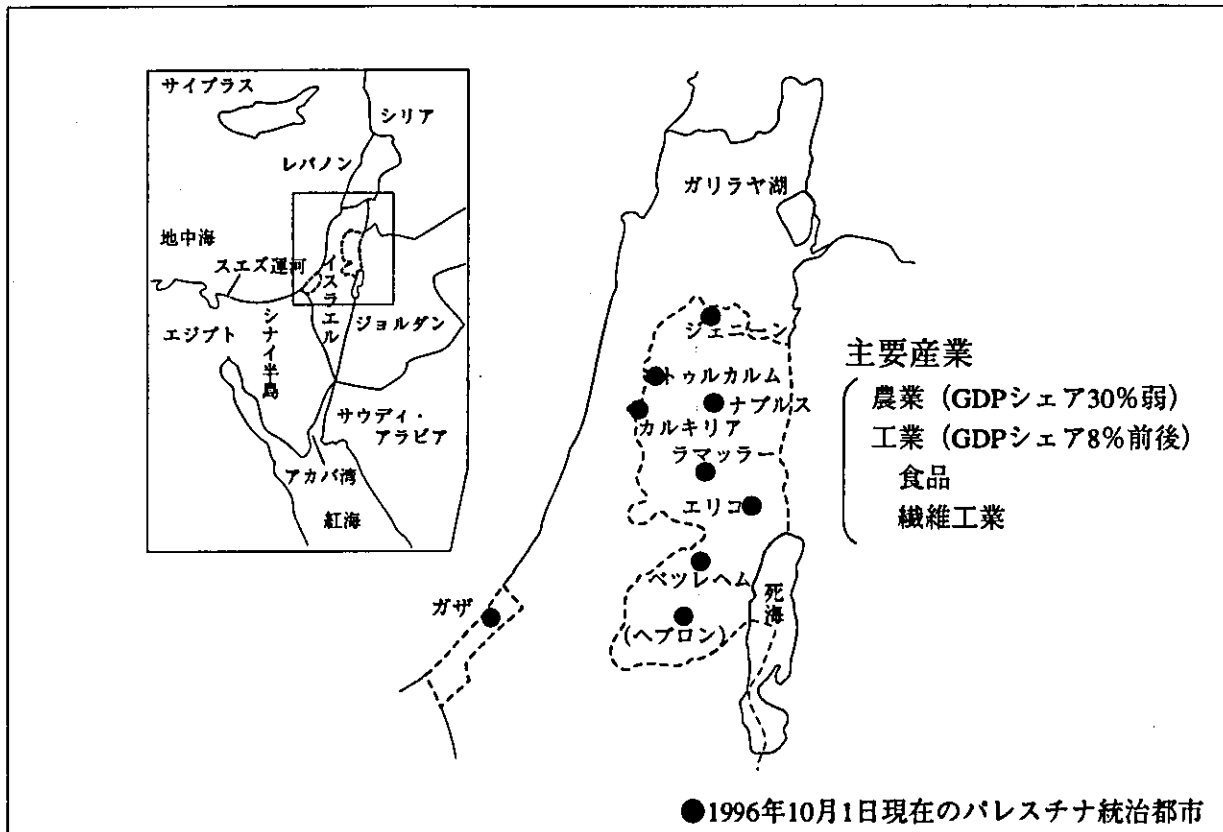 サイプラス
シリア
レバノン
地中海
スエズ運河
イスラエル
エジプト
シナイ半島
ジョルダン
サウディ・
アラビア
アカバ湾
紅海
ガリラヤ湖
ジェニーン
トゥルカルム
ナブルス
カルキリア
ラマッラー
エリコ
ベツレヘム
ガザ
(ヘブロン)
死海
主要産業
農業（GDPシェア30％弱）
工業（GDPシェア8％前後）
食品
繊維工業
●1996年10月1日現在のパレスチナ統治都市